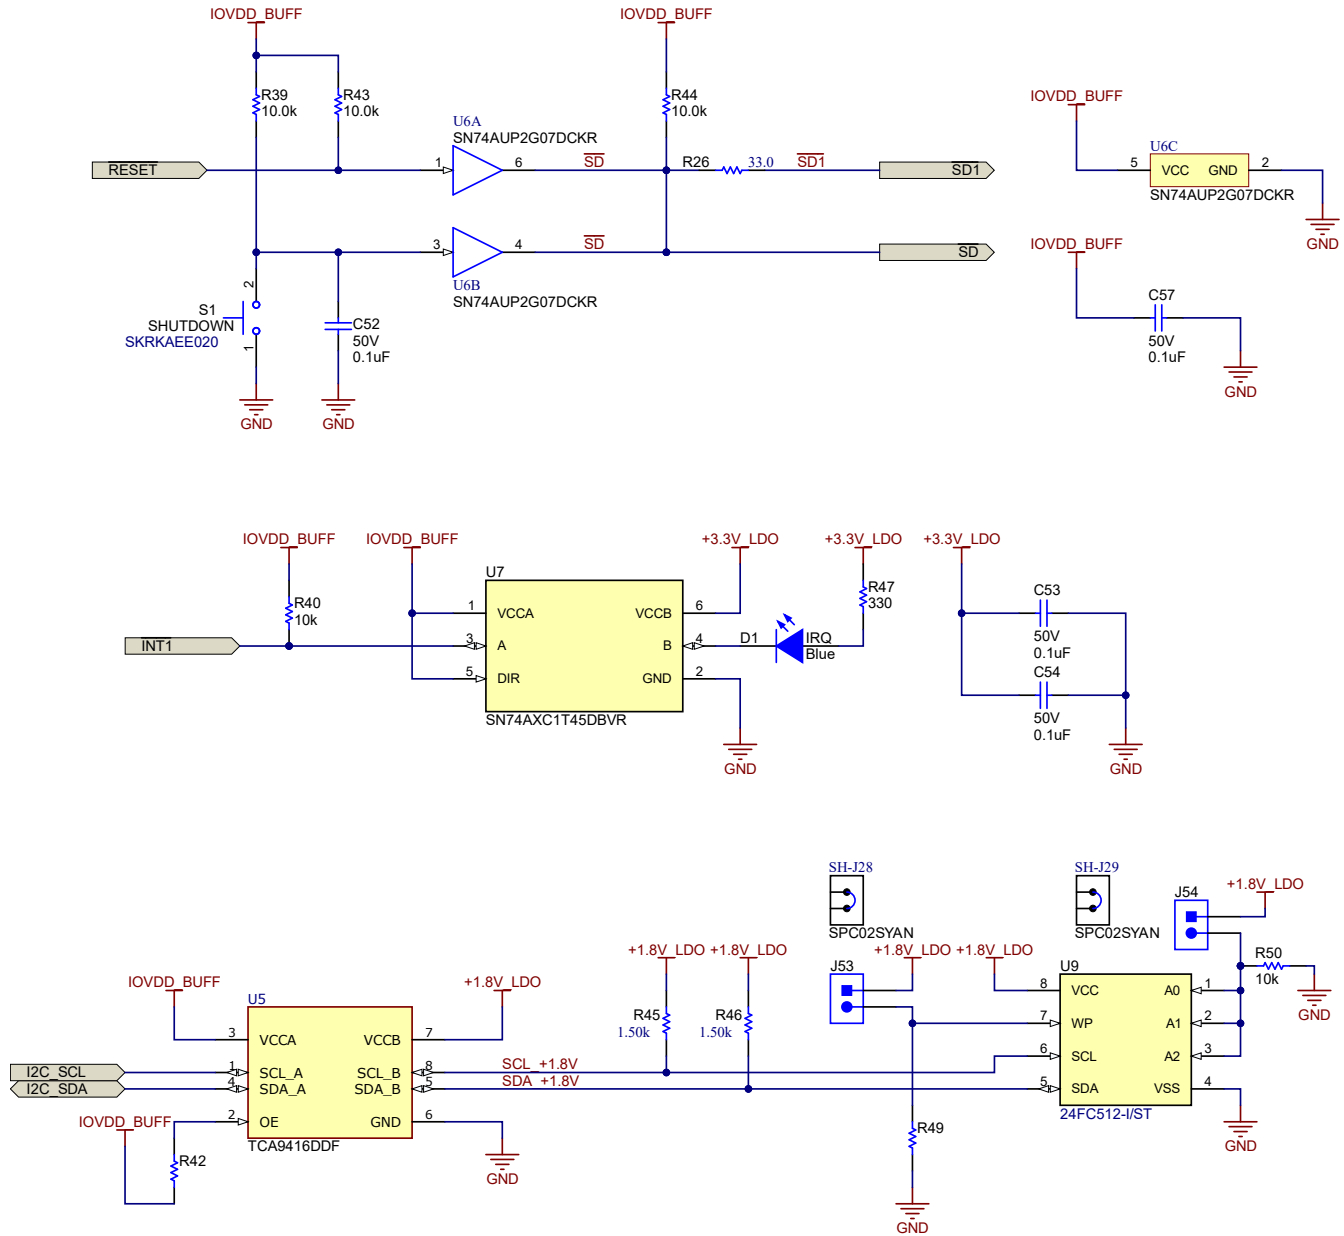 IOVDD_BUFF
IOVDD_BUFF
R39
10.0k
R43
10.0k
R44
10.0k
IOVDD_BUFF
U6A
SN74AUP2G07DCKR
RESET
1
6
SD
R26
33.0
SD1
SD1
U6C
5
VCC
GND
2
SN74AUP2G07DCKR
GND
3
4
SD
SD
U6B
SN74AUP2G07DCKR
IOVDD_BUFF
2
S1
SHUTDOWN
SKRKAEE020
1
C52
50V
0.1uF
C57
50V
0.1uF
GND
GND
GND
IOVDD_BUFF
IOVDD_BUFF
+3.3V_LDO
+3.3V_LDO
+3.3V_LDO
U7
R40
10k
R47
330
1
VCCA
VCCB
6
INT1
3
A
B
4
D1
IRQ
Blue
5
DIR
GND
2
SN74AXC1T45DBVR
GND
C53
50V
0.1uF
C54
50V
0.1uF
GND
SH-J28
SPC02SYAN
SH-J29
SPC02SYAN
J54
+1.8V_LDO
+1.8V_LDO
+1.8V_LDO
+1.8V_LDO
+1.8V_LDO
J53
U9
R50
10k
GND
IOVDD_BUFF
+1.8V_LDO
U5
R45
1.50k
R46
1.50k
8
VCC
A0
1
7
WP
A1
2
6
SCL
A2
3
5
SDA
VSS
4
24FC512-I/ST
GND
3
VCCA
VCCB
7
I2C_SCL
1
SCL_A
SCL_B
8
SCL_+1.8V
I2C_SDA
4
SDA_A
SDA_B
5
SDA_+1.8V
IOVDD_BUFF
2
OE
GND
6
TCA9416DDF
R42
GND
R49
GND